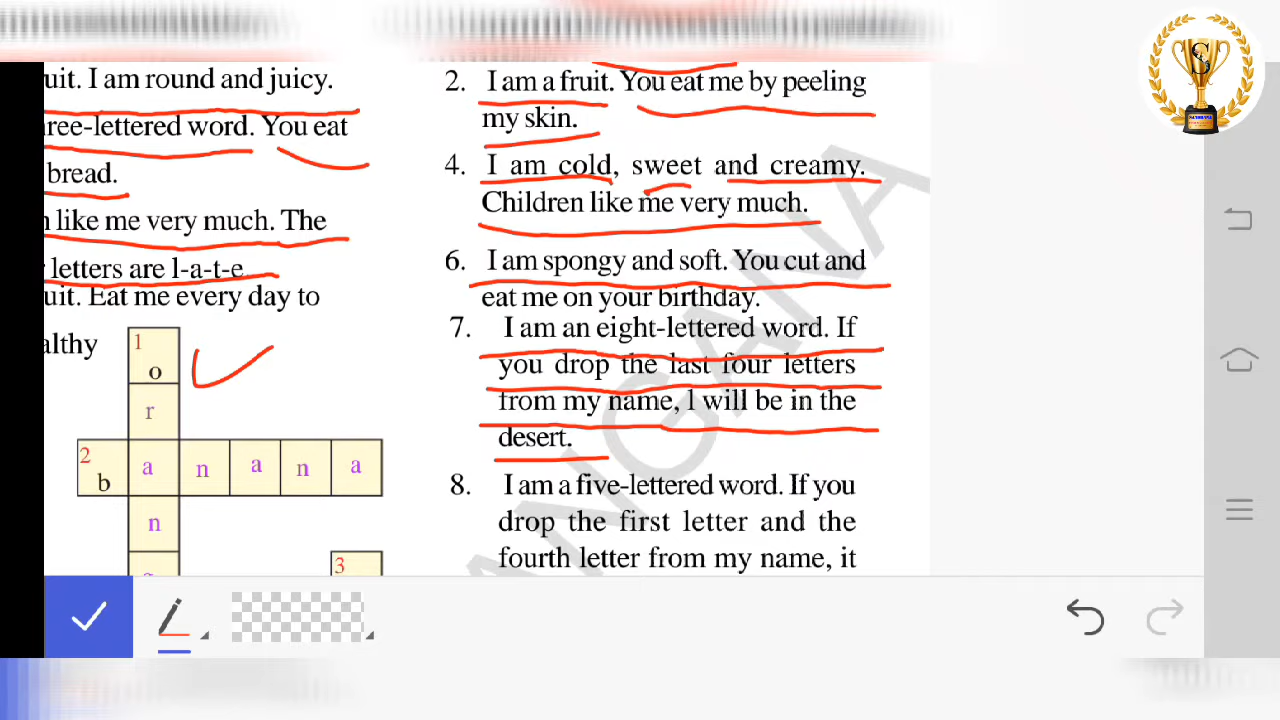 uit. I am round and juicy.
ree-lettered word. You eat
bread.
like me very much. The
letters are l-a-t-e
uit. Eat me every day to
althy
1
o
r
2
b a n a n a
n
3
2. I am a fruit. You eat me by peeling
my skin.
4. I am cold, sweet and creamy.
Children like me very much.
6. I am spongy and soft. You cut and
eat me on your birthday.
7. I am an eight-lettered word. If
you drop the last four letters
from my name, I will be in the
desert.
8. I am a five-lettered word. If you
drop the first letter and the
fourth letter from my name, it
ANGANA
S